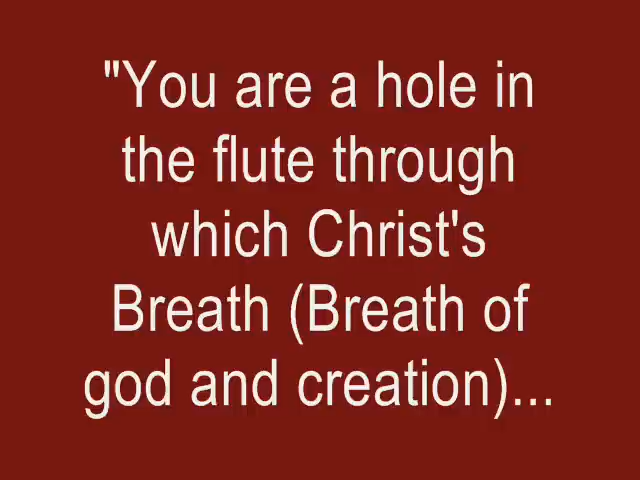 "You are a hole in
the flute through
which Christ's
Breath (Breath of
god and creation)...